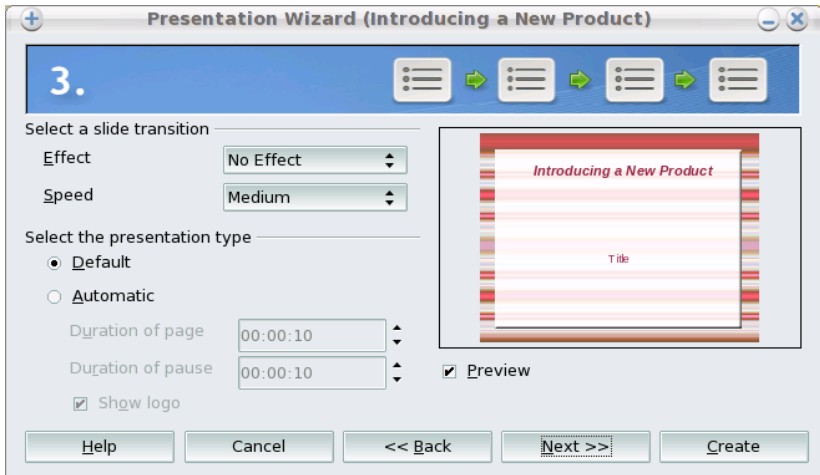 Presentation Wizard (Introducing a New Product)
3.
Select a slide transition
Effect
No Effect
Speed
Medium
Select the presentation type
Default
Automatic
Duration of page
00:00:10
Duration of pause
00:00:10
Show logo
Introducing a New Product
Title
Preview
Help
Cancel
<< Back
Next >>
Create